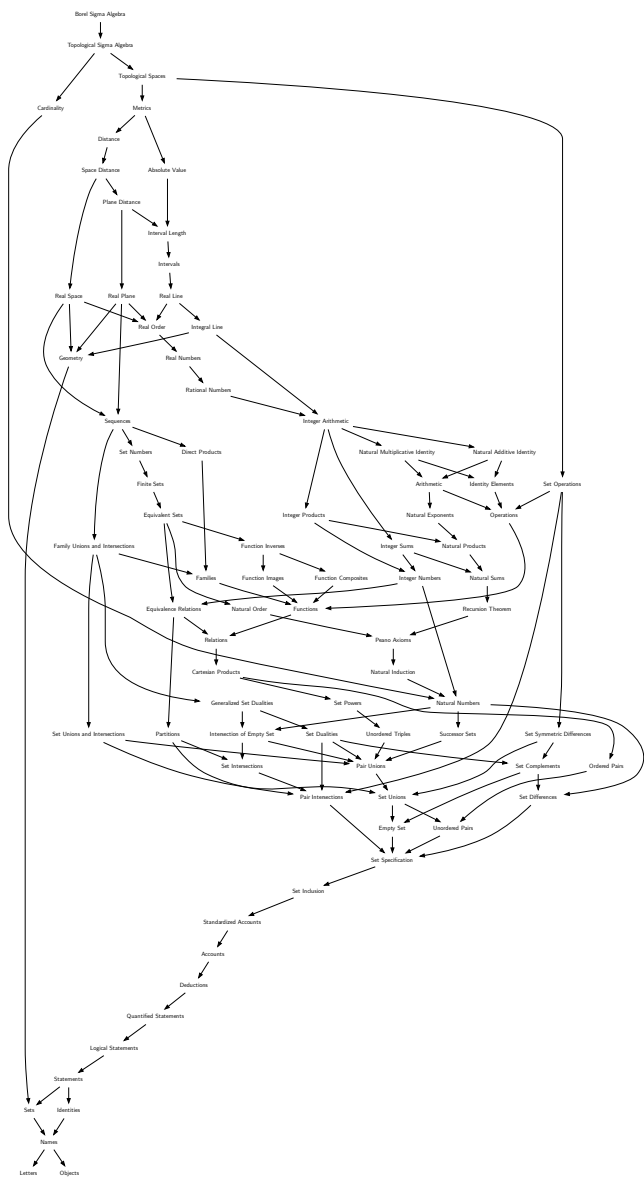 Borel Sigma Algebra
Topological Sigma Algebra
Topological Spaces
Cardinality
Metrics
Distance
Space Distance
Absolute Value
Plane Distance
Interval Length
Intervals
Real Space
Real Plane
Real Line
Real Order
Integral Line
Geometry
Real Numbers
Rational Numbers
Sequences
Integer Arithmetic
Set Numbers
Direct Products
Natural Multiplicative Identity
Natural Additive Identity
Finite Sets
Arithmetic
Identity Elements
Set Operations
Equivalent Sets
Integer Products
Natural Exponents
Operations
Family Unions and Intersections
Function Inverses
Integer Sums
Natural Products
Families
Function Images
Function Composites
Integer Numbers
Natural Sums
Equivalence Relations
Natural Order
Functions
Recursion Theorem
Relations
Peano Axioms
Cartesian Products
Natural Induction
Generalized Set Dualities
Set Powers
Natural Numbers
Set Unions and Intersections
Partitions
Intersection of Empty Set
Set Dualities
Unordered Triples
Successor Sets
Set Symmetric Differences
Set Intersections
Pair Unions
Set Complements
Ordered Pairs
Pair Intersections
Set Unions
Set Differences
Empty Set
Unordered Pairs
Set Specification
Set Inclusion
Standardized Accounts
Accounts
Deductions
Quantified Statements
Logical Statements
Statements
Sets
Identities
Names
Letters
Objects